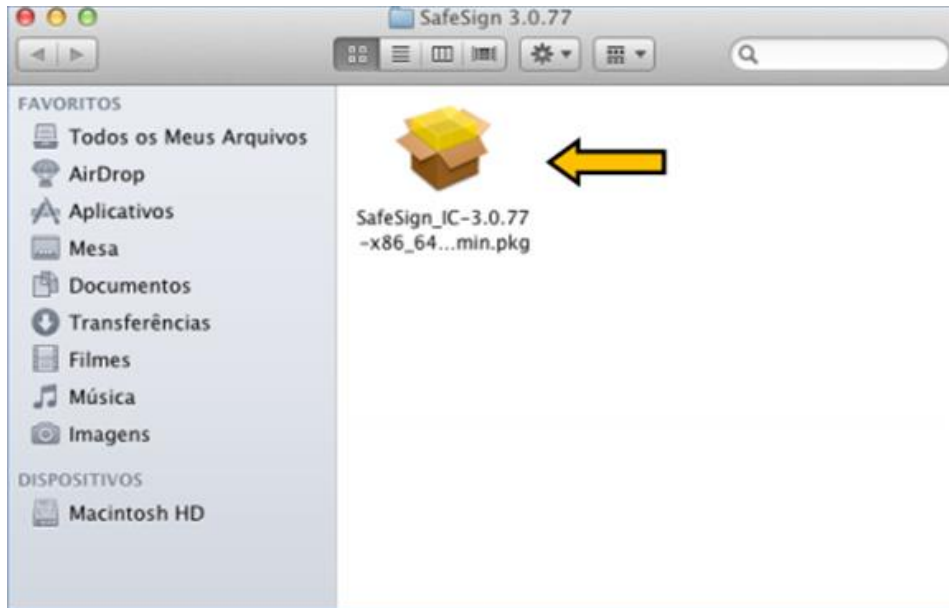 SafeSign 3.0.77
FAVORITOS
Todos os Meus Arquivos
AirDrop
Aplicativos
Mesa
Documentos
Transferências
Filmes
Música
Imagens
DISPOSITIVOS
Macintosh HD
SafeSign_IC-3.0.77
-x86_64...min.pkg